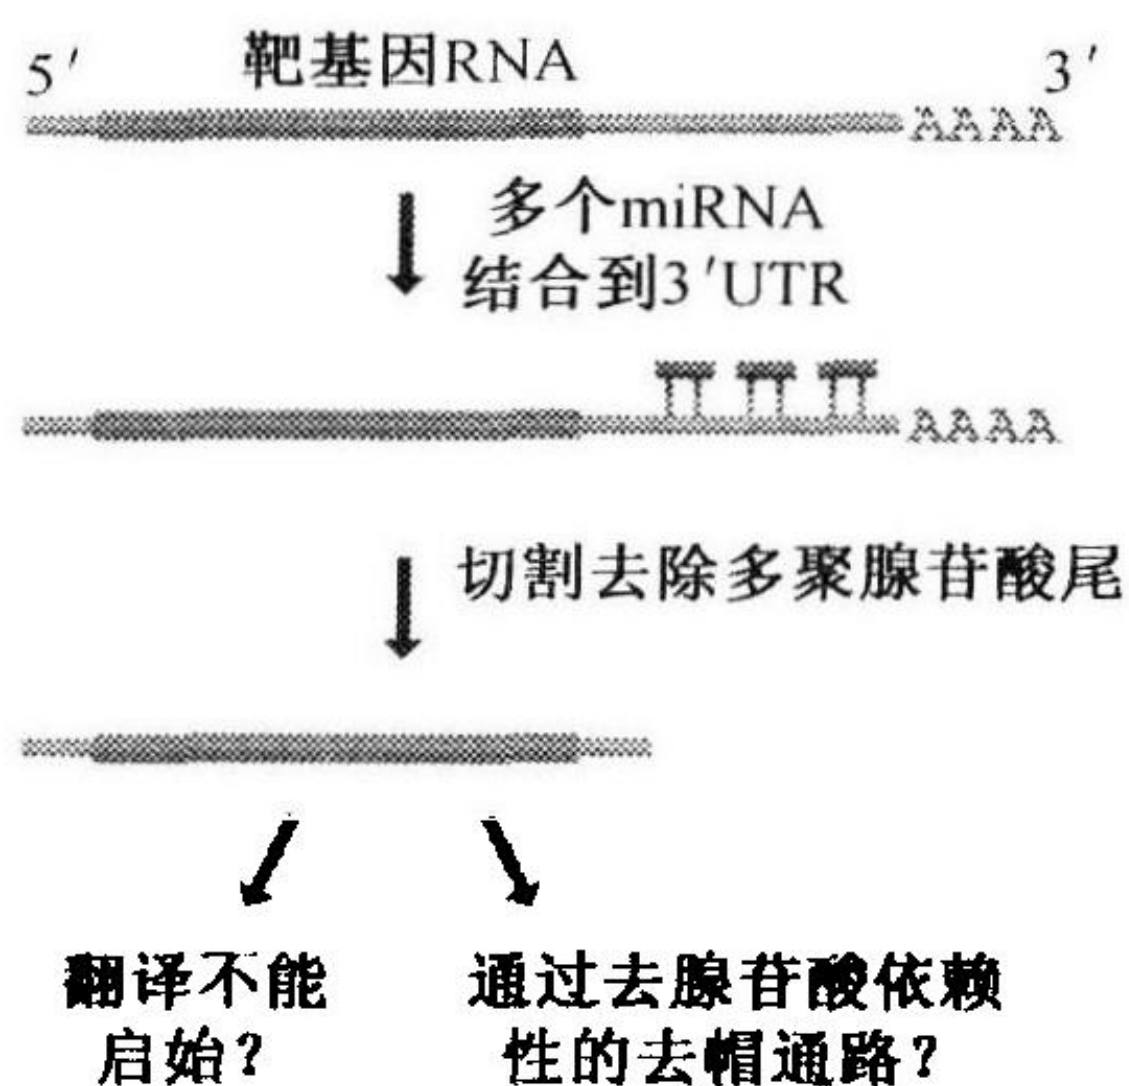 靶基因RNA
5′ 3′
AAAA
多个miRNA
结合到3′UTR
AAAA
切割去除多聚腺苷酸尾
翻译不能
启始?
通过去腺苷酸依赖
性的去帽通路?